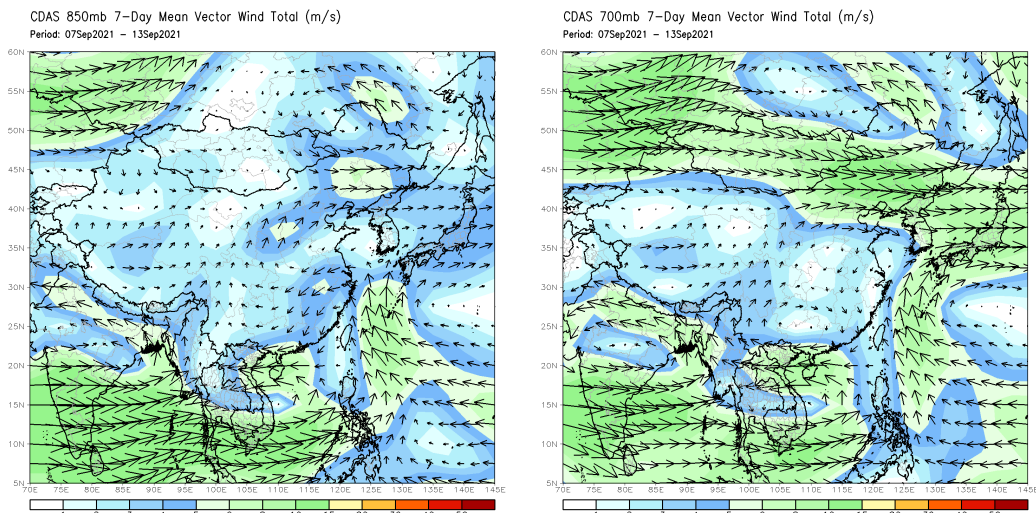 CDAS 850mb 7-Day Mean Vector Wind Total (m/s)
Period: 07Sep2021 - 13Sep2021
60N
55N
50N
45N
40N
35N
30N
25N
20N
15N
10N
5N
70E 75E 80E 85E 90E 95E 100E 105E 110E 115E 120E 125E 130E 135E 140E 145E
CDAS 700mb 7-Day Mean Vector Wind Total (m/s)
Period: 07Sep2021 - 13Sep2021
60N
55N
50N
45N
40N
35N
30N
25N
20N
15N
10N
5N
70E 75E 80E 85E 90E 95E 100E 105E 110E 115E 120E 125E 130E 135E 140E 145E